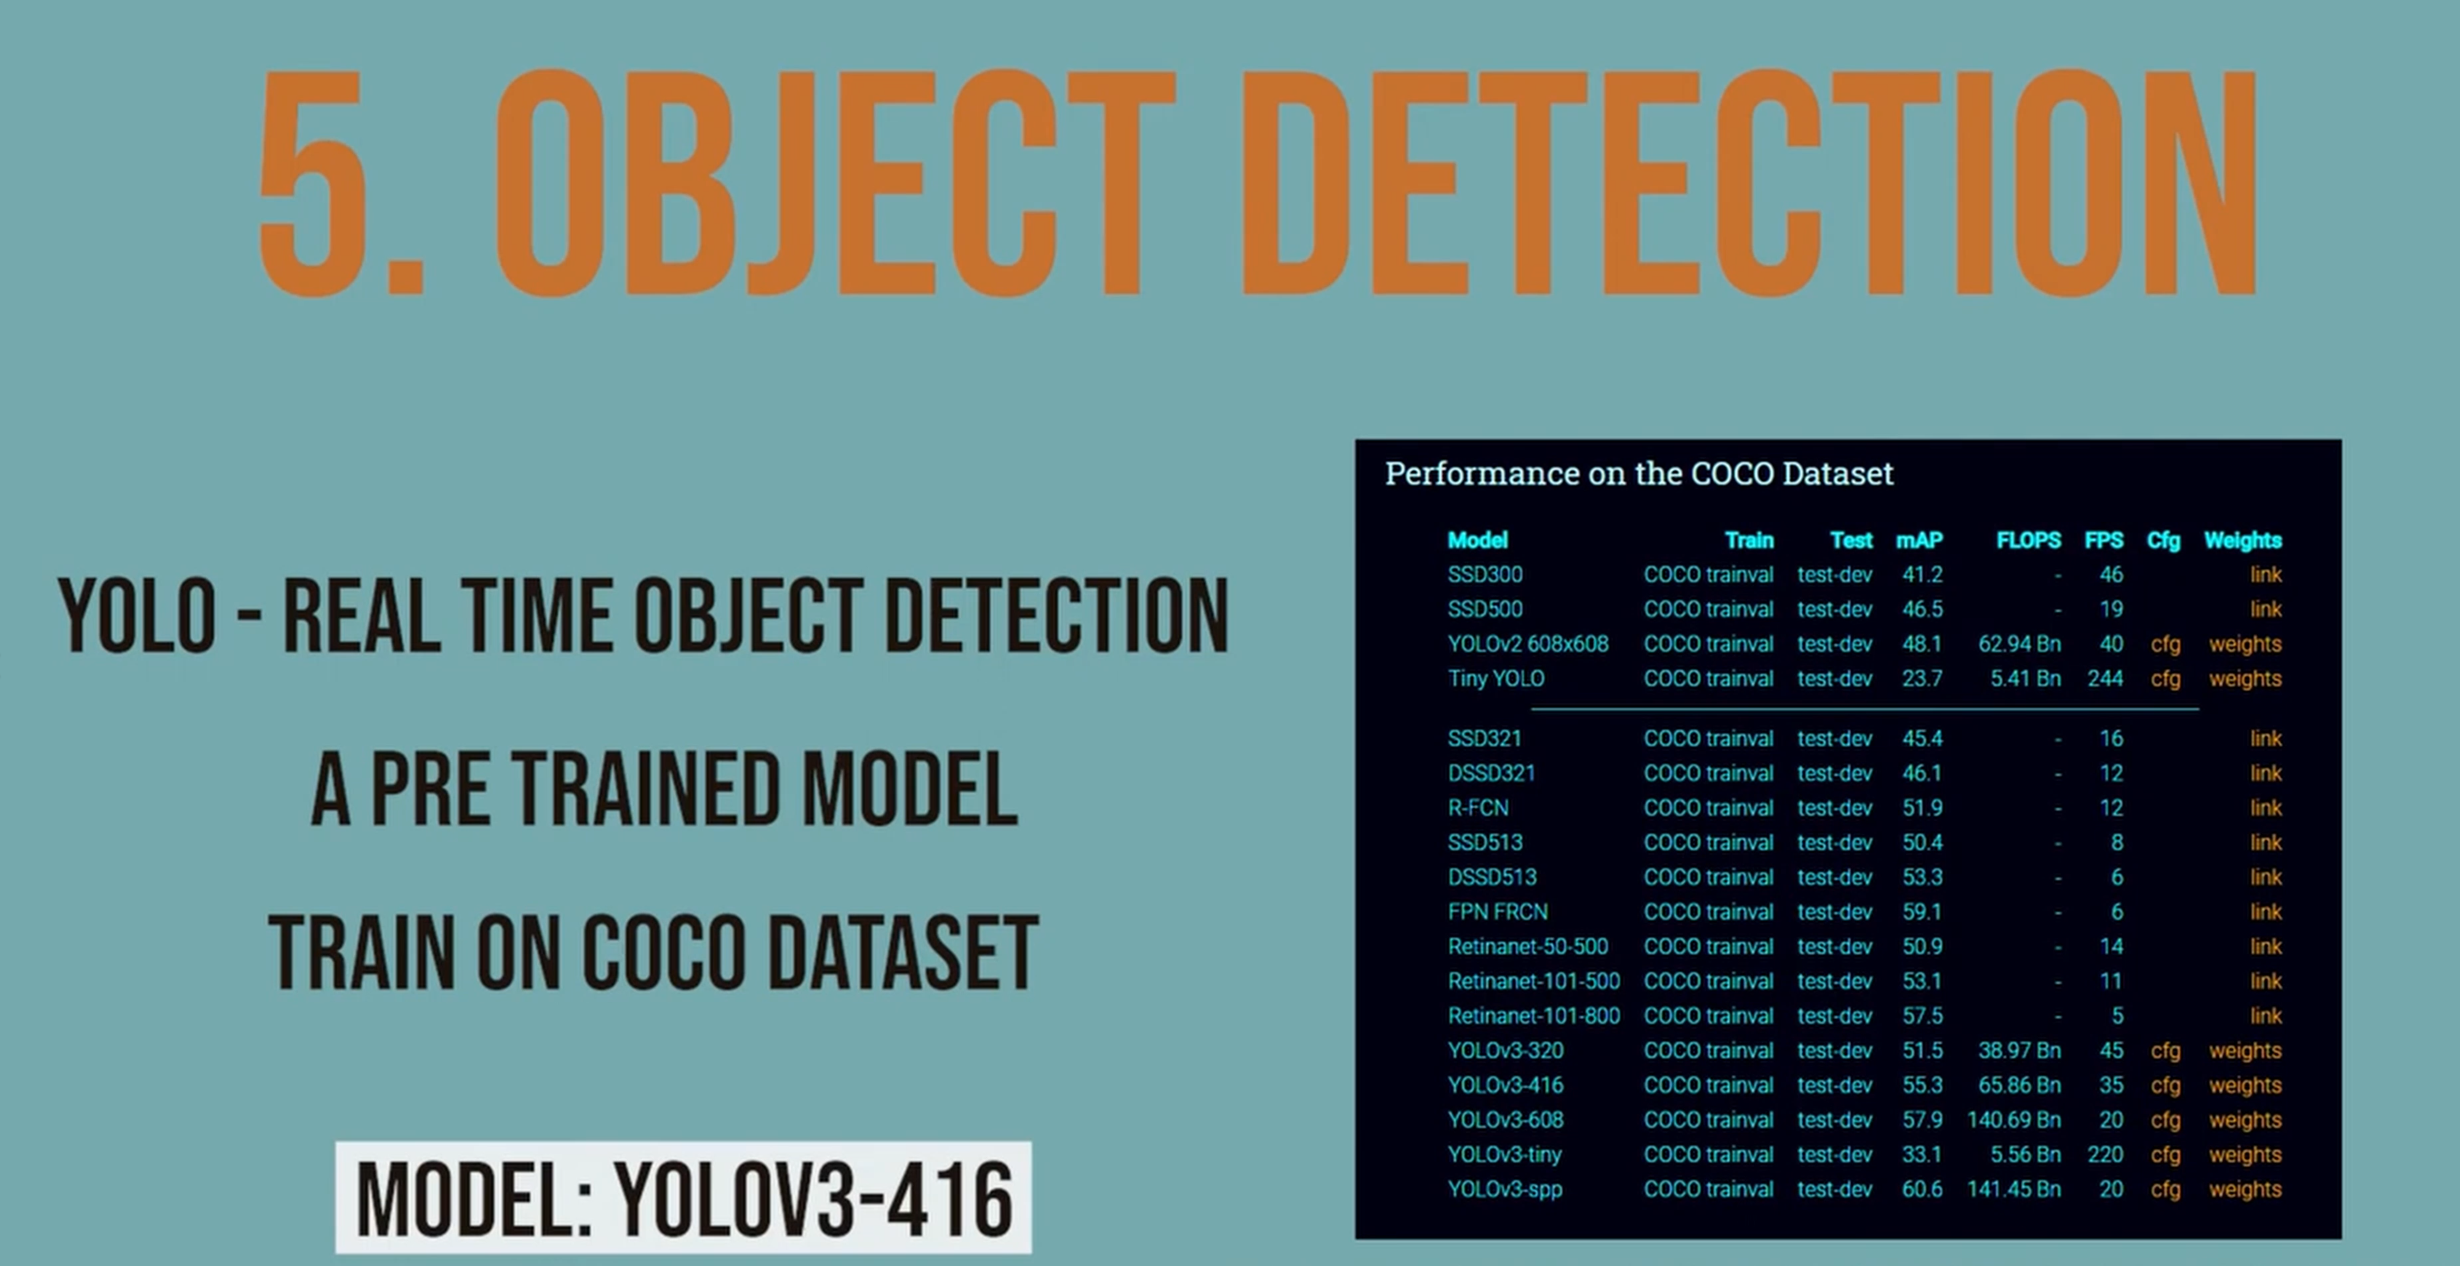 5. OBJECT DETECTION
YOLO - REAL TIME OBJECT DETECTION
A PRE TRAINED MODEL
TRAIN ON COCO DATASET
MODEL: YOLOV3-416
Performance on the COCO Dataset
Model Train Test mAP FLOPS FPS Cfg Weights
SSD300 COCO trainval test-dev 41.2 - 46 link
SSD500 COCO trainval test-dev 46.5 - 19 link
YOLOv2 608x608 COCO trainval test-dev 48.1 62.94 Bn 40 cfg weights
Tiny YOLO COCO trainval test-dev 23.7 5.41 Bn 244 cfg weights
SSD321 COCO trainval test-dev 45.4 - 16 link
DSSD321 COCO trainval test-dev 46.1 - 12 link
R-FCN COCO trainval test-dev 51.9 - 12 link
SSD513 COCO trainval test-dev 50.4 - 8 link
DSSD513 COCO trainval test-dev 53.3 - 6 link
FPN FRCN COCO trainval test-dev 59.1 - 6 link
Retinanet-50-500 COCO trainval test-dev 50.9 - 14 link
Retinanet-101-500 COCO trainval test-dev 53.1 - 11 link
Retinanet-101-800 COCO trainval test-dev 57.5 - 5 link
YOLOv3-320 COCO trainval test-dev 51.5 38.97 Bn 45 cfg weights
YOLOv3-416 COCO trainval test-dev 55.3 65.86 Bn 35 cfg weights
YOLOv3-608 COCO trainval test-dev 57.9 140.69 Bn 20 cfg weights
YOLOv3-tiny COCO trainval test-dev 33.1 5.56 Bn 220 cfg weights
YOLOv3-spp COCO trainval test-dev 60.6 141.45 Bn 20 cfg weights